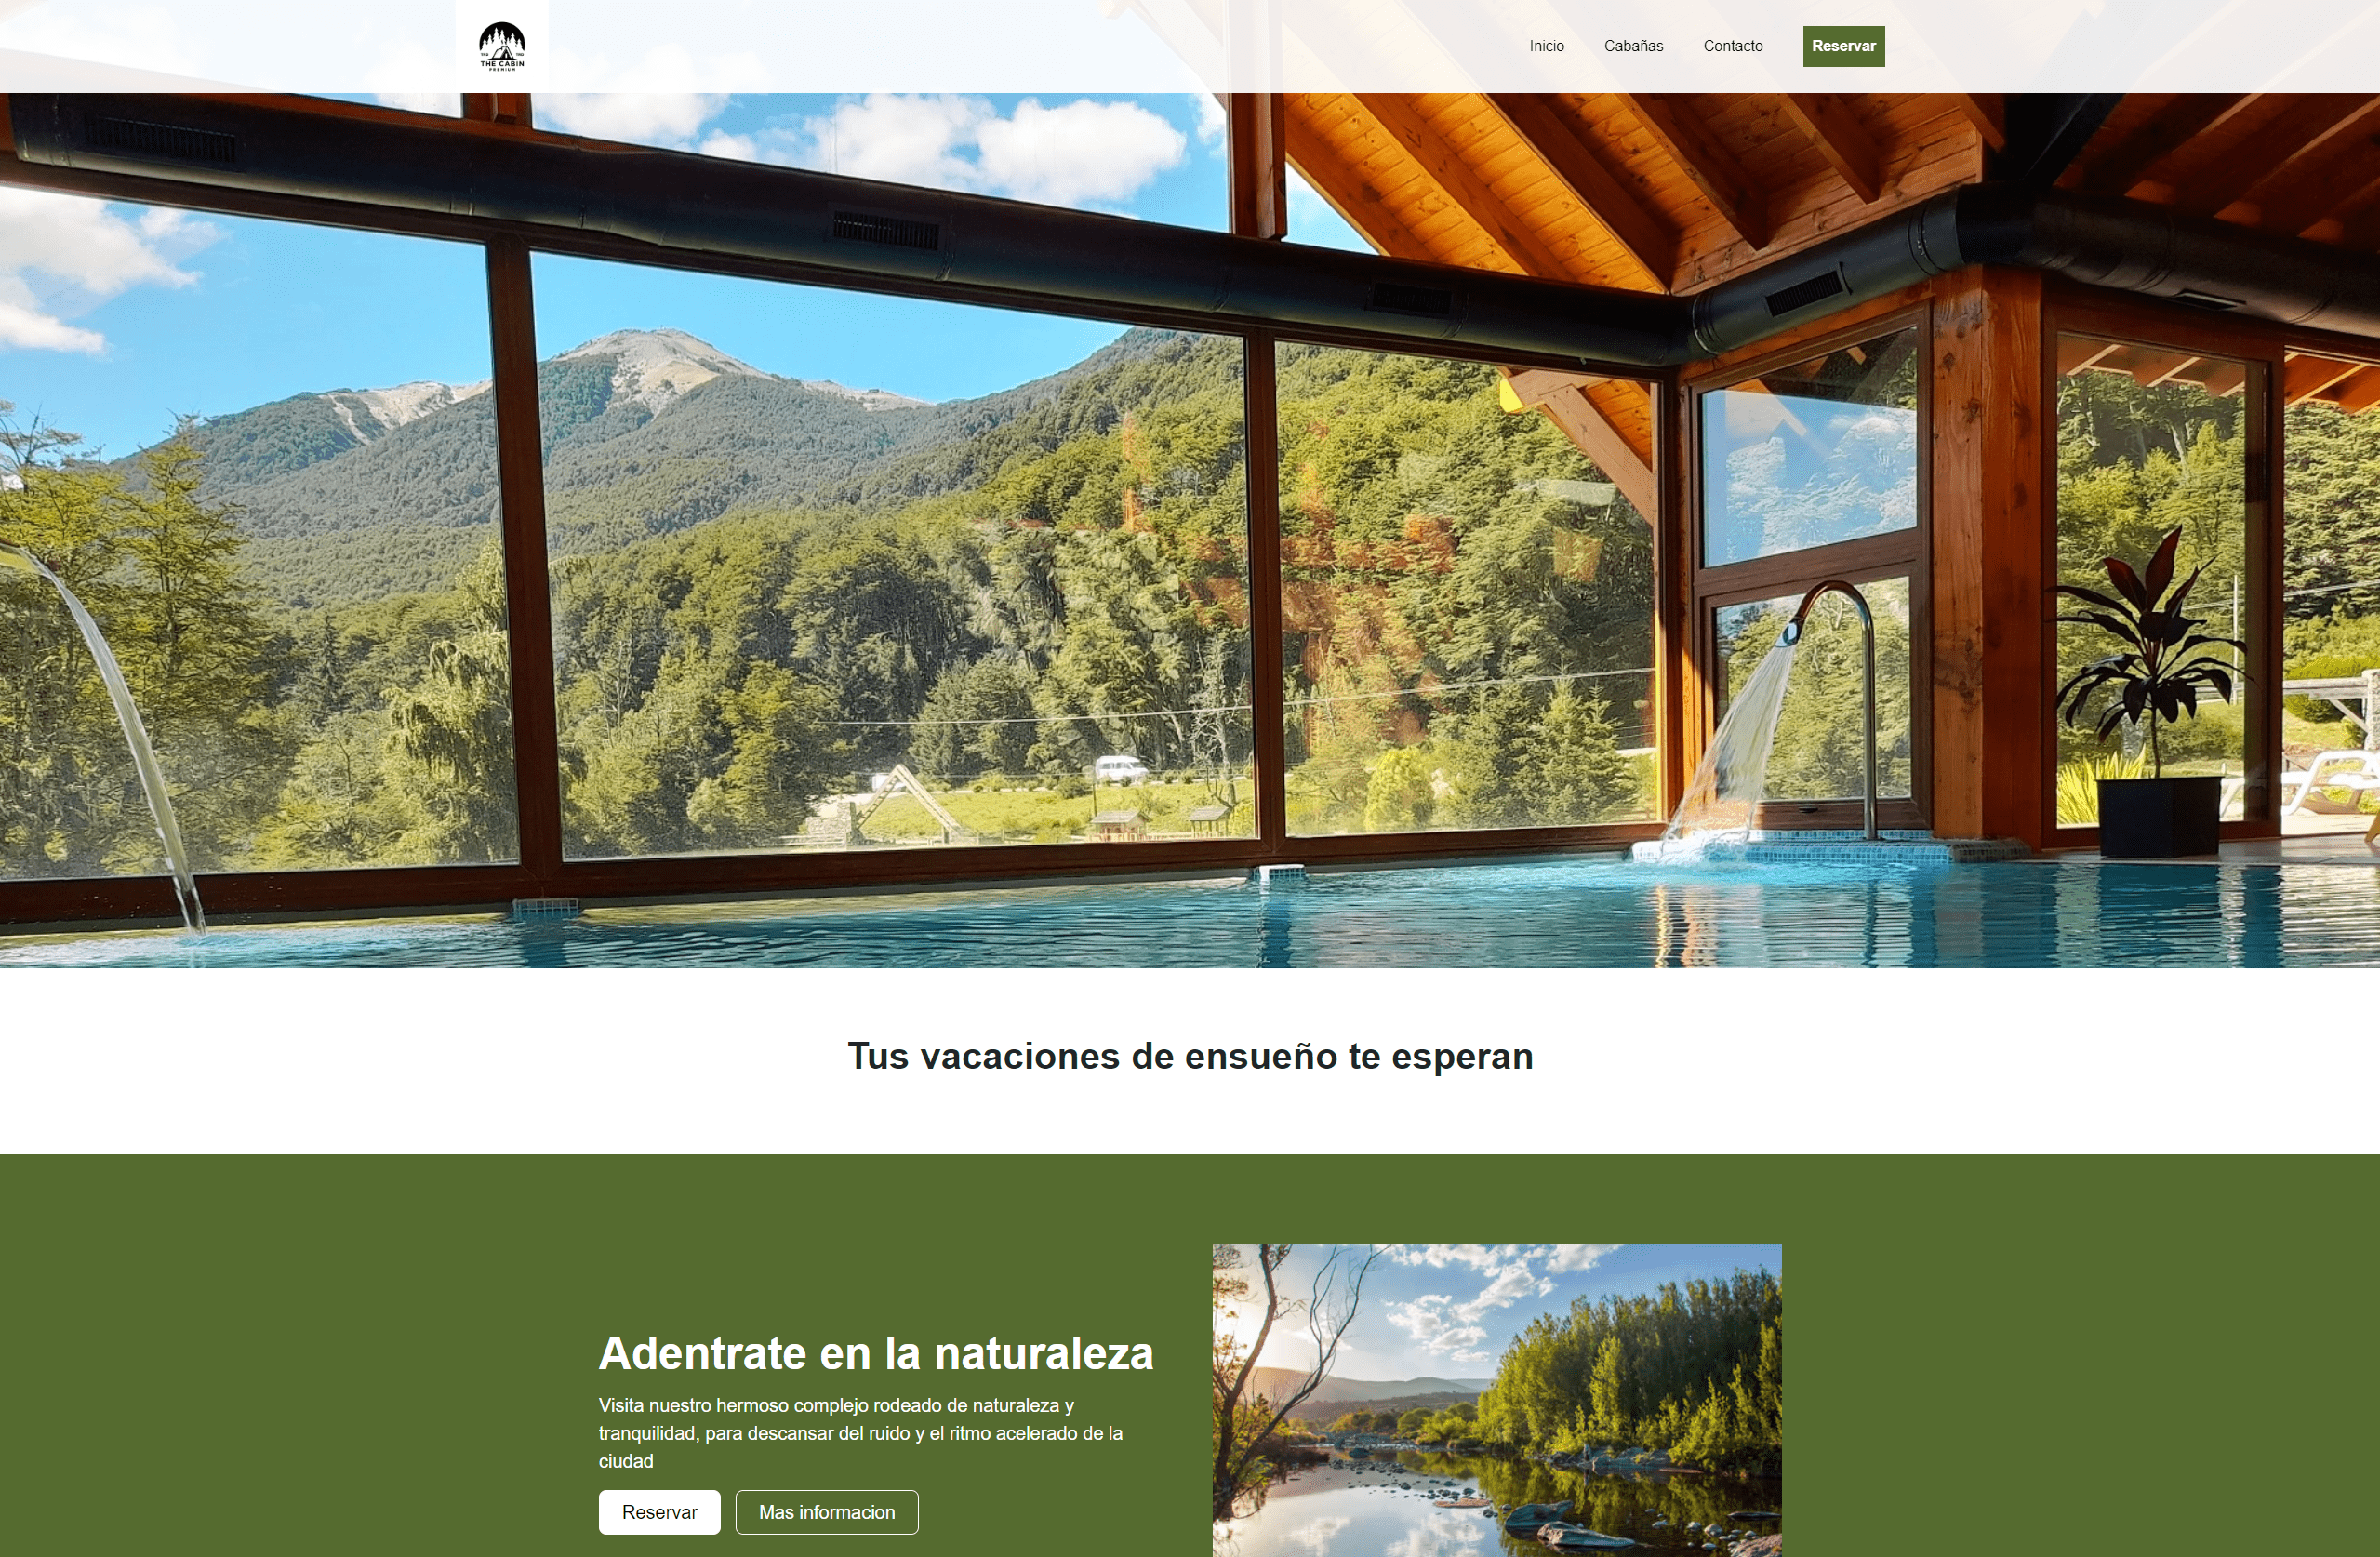 THE CABIN
PREMIUM
Inicio Cabañas Contacto Reservar
Tus vacaciones de ensueño te esperan
Adentrate en la naturaleza
Visita nuestro hermoso complejo rodeado de naturaleza y
tranquilidad, para descansar del ruido y el ritmo acelerado de la
ciudad
Reservar Mas informacion